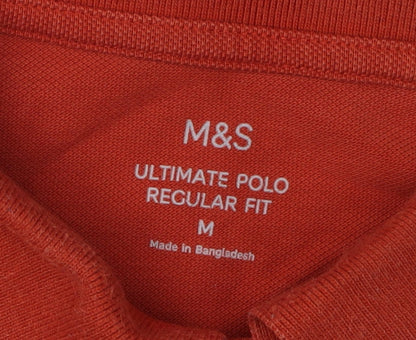 M&S
ULTIMATE POLO
REGULAR FIT
M
Made in Bangladesh